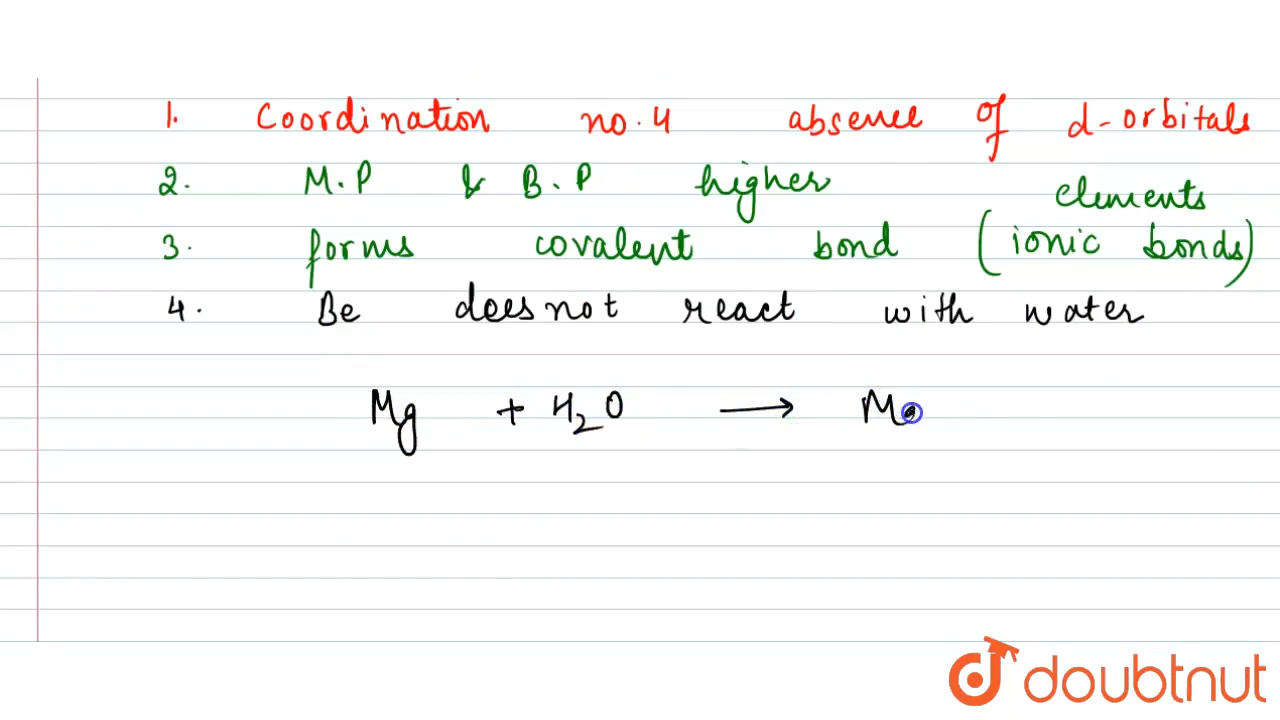 1. Coordination no. 4 absence of d-orbitals
2. M.P & B.P higher
elements
3. forms covalent bond (ionic bonds)
4. Be does not react with water
Mg + H2O → M
doubtnut